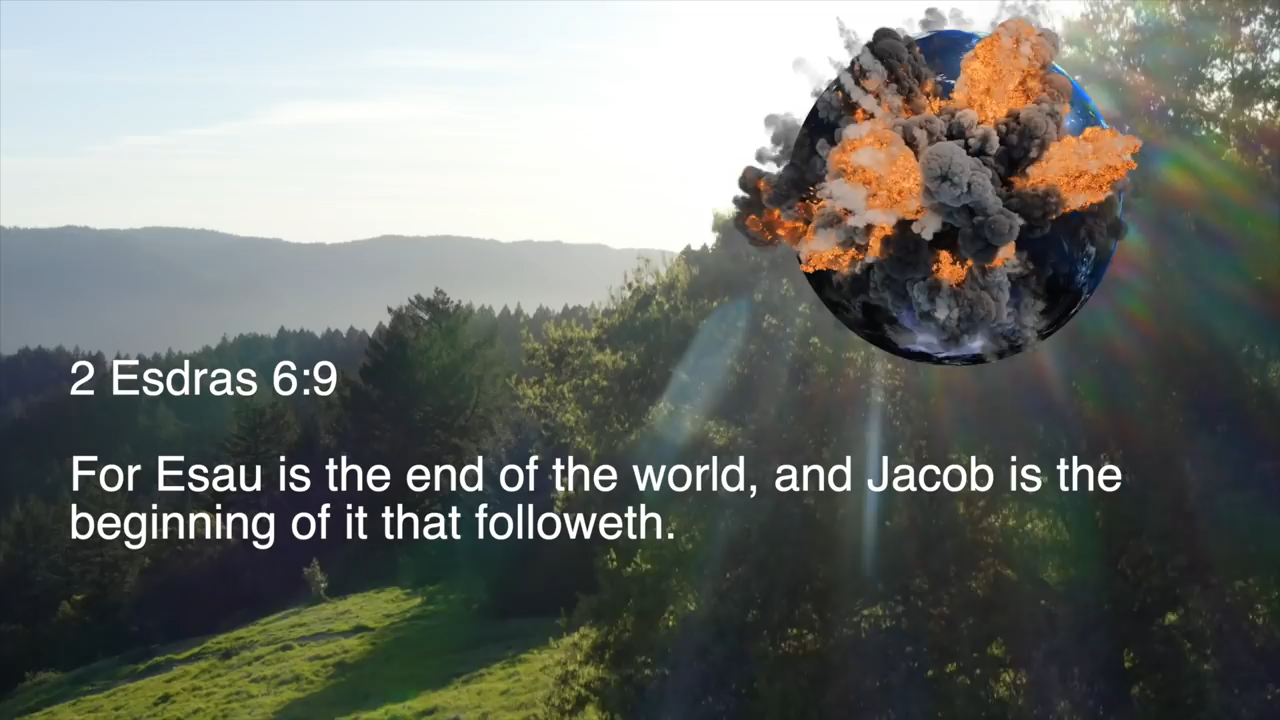 2 Esdras 6:9
For Esau is the end of the world, and Jacob is the
beginning of it that followeth.